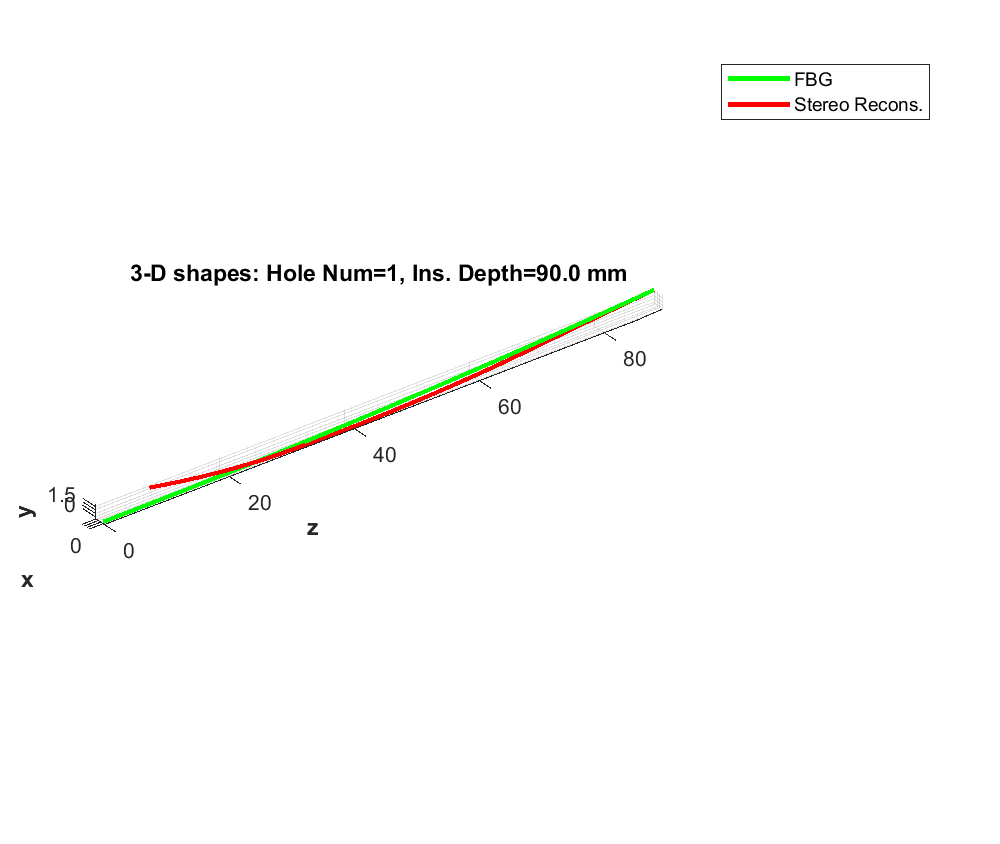 FBG
Stereo Recons.
3-D shapes: Hole Num=1, Ins. Depth=90.0 mm
80
60
40
20
0
1.5
0
0
y
z
x